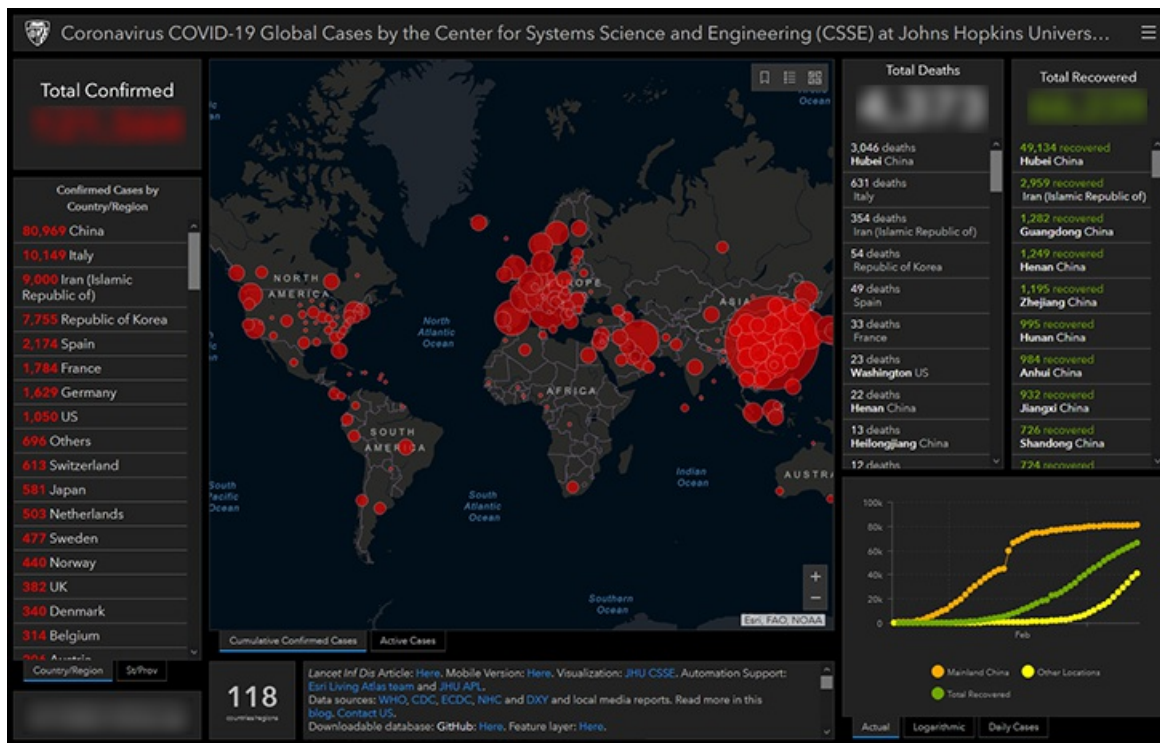 Coronavirus COVID-19 Global Cases by the Center for Systems Science and Engineering (CSSE) at Johns Hopkins Univers...
Total Confirmed
Confirmed Cases by
Country/Region
80,969 China
10,149 Italy
9,000 Iran (Islamic
Republic of)
7,755 Republic of Korea
2,174 Spain
1,784 France
1,629 Germany
1,050 US
696 Others
613 Switzerland
581 Japan
503 Netherlands
477 Sweden
440 Norway
382 UK
340 Denmark
314 Belgium
Country/Region
St/Prov
Ocean
NORTH
AMERICA
North
Atlantic
Ocean
ASIA
AFRICA
SOUTH
AMERICA
South
Pacific
Ocean
South
Atlantic
Ocean
Indian
Ocean
AUSTRA
Southern
Ocean
+
−
Esri, FAO, NOAA
Cumulative Confirmed Cases
Active Cases
118
countries/regions
Lancet Inf Dis Article: Here. Mobile Version: Here. Visualization: JHU CSSE. Automation Support:
Esri Living Atlas team and JHU APL.
Data sources: WHO, CDC, ECDC, NHC and DXY and local media reports. Read more in this
blog. Contact US.
Downloadable database: GitHub: Here. Feature layer: Here.
Total Deaths
3,046 deaths
Hubei China
631 deaths
Italy
354 deaths
Iran (Islamic Republic of)
54 deaths
Republic of Korea
49 deaths
Spain
33 deaths
France
23 deaths
Washington US
22 deaths
Henan China
13 deaths
Heilongjiang China
12 deaths
Total Recovered
49,134 recovered
Hubei China
2,959 recovered
Iran (Islamic Republic of)
1,282 recovered
Guangdong China
1,249 recovered
Henan China
1,195 recovered
Zhejiang China
995 recovered
Hunan China
984 recovered
Anhui China
932 recovered
Jiangxi China
726 recovered
Shandong China
724 recovered
100k
80k
60k
40k
20k
0
Feb
Mainland China
Other Locations
Total Recovered
Actual
Logarithmic
Daily Cases